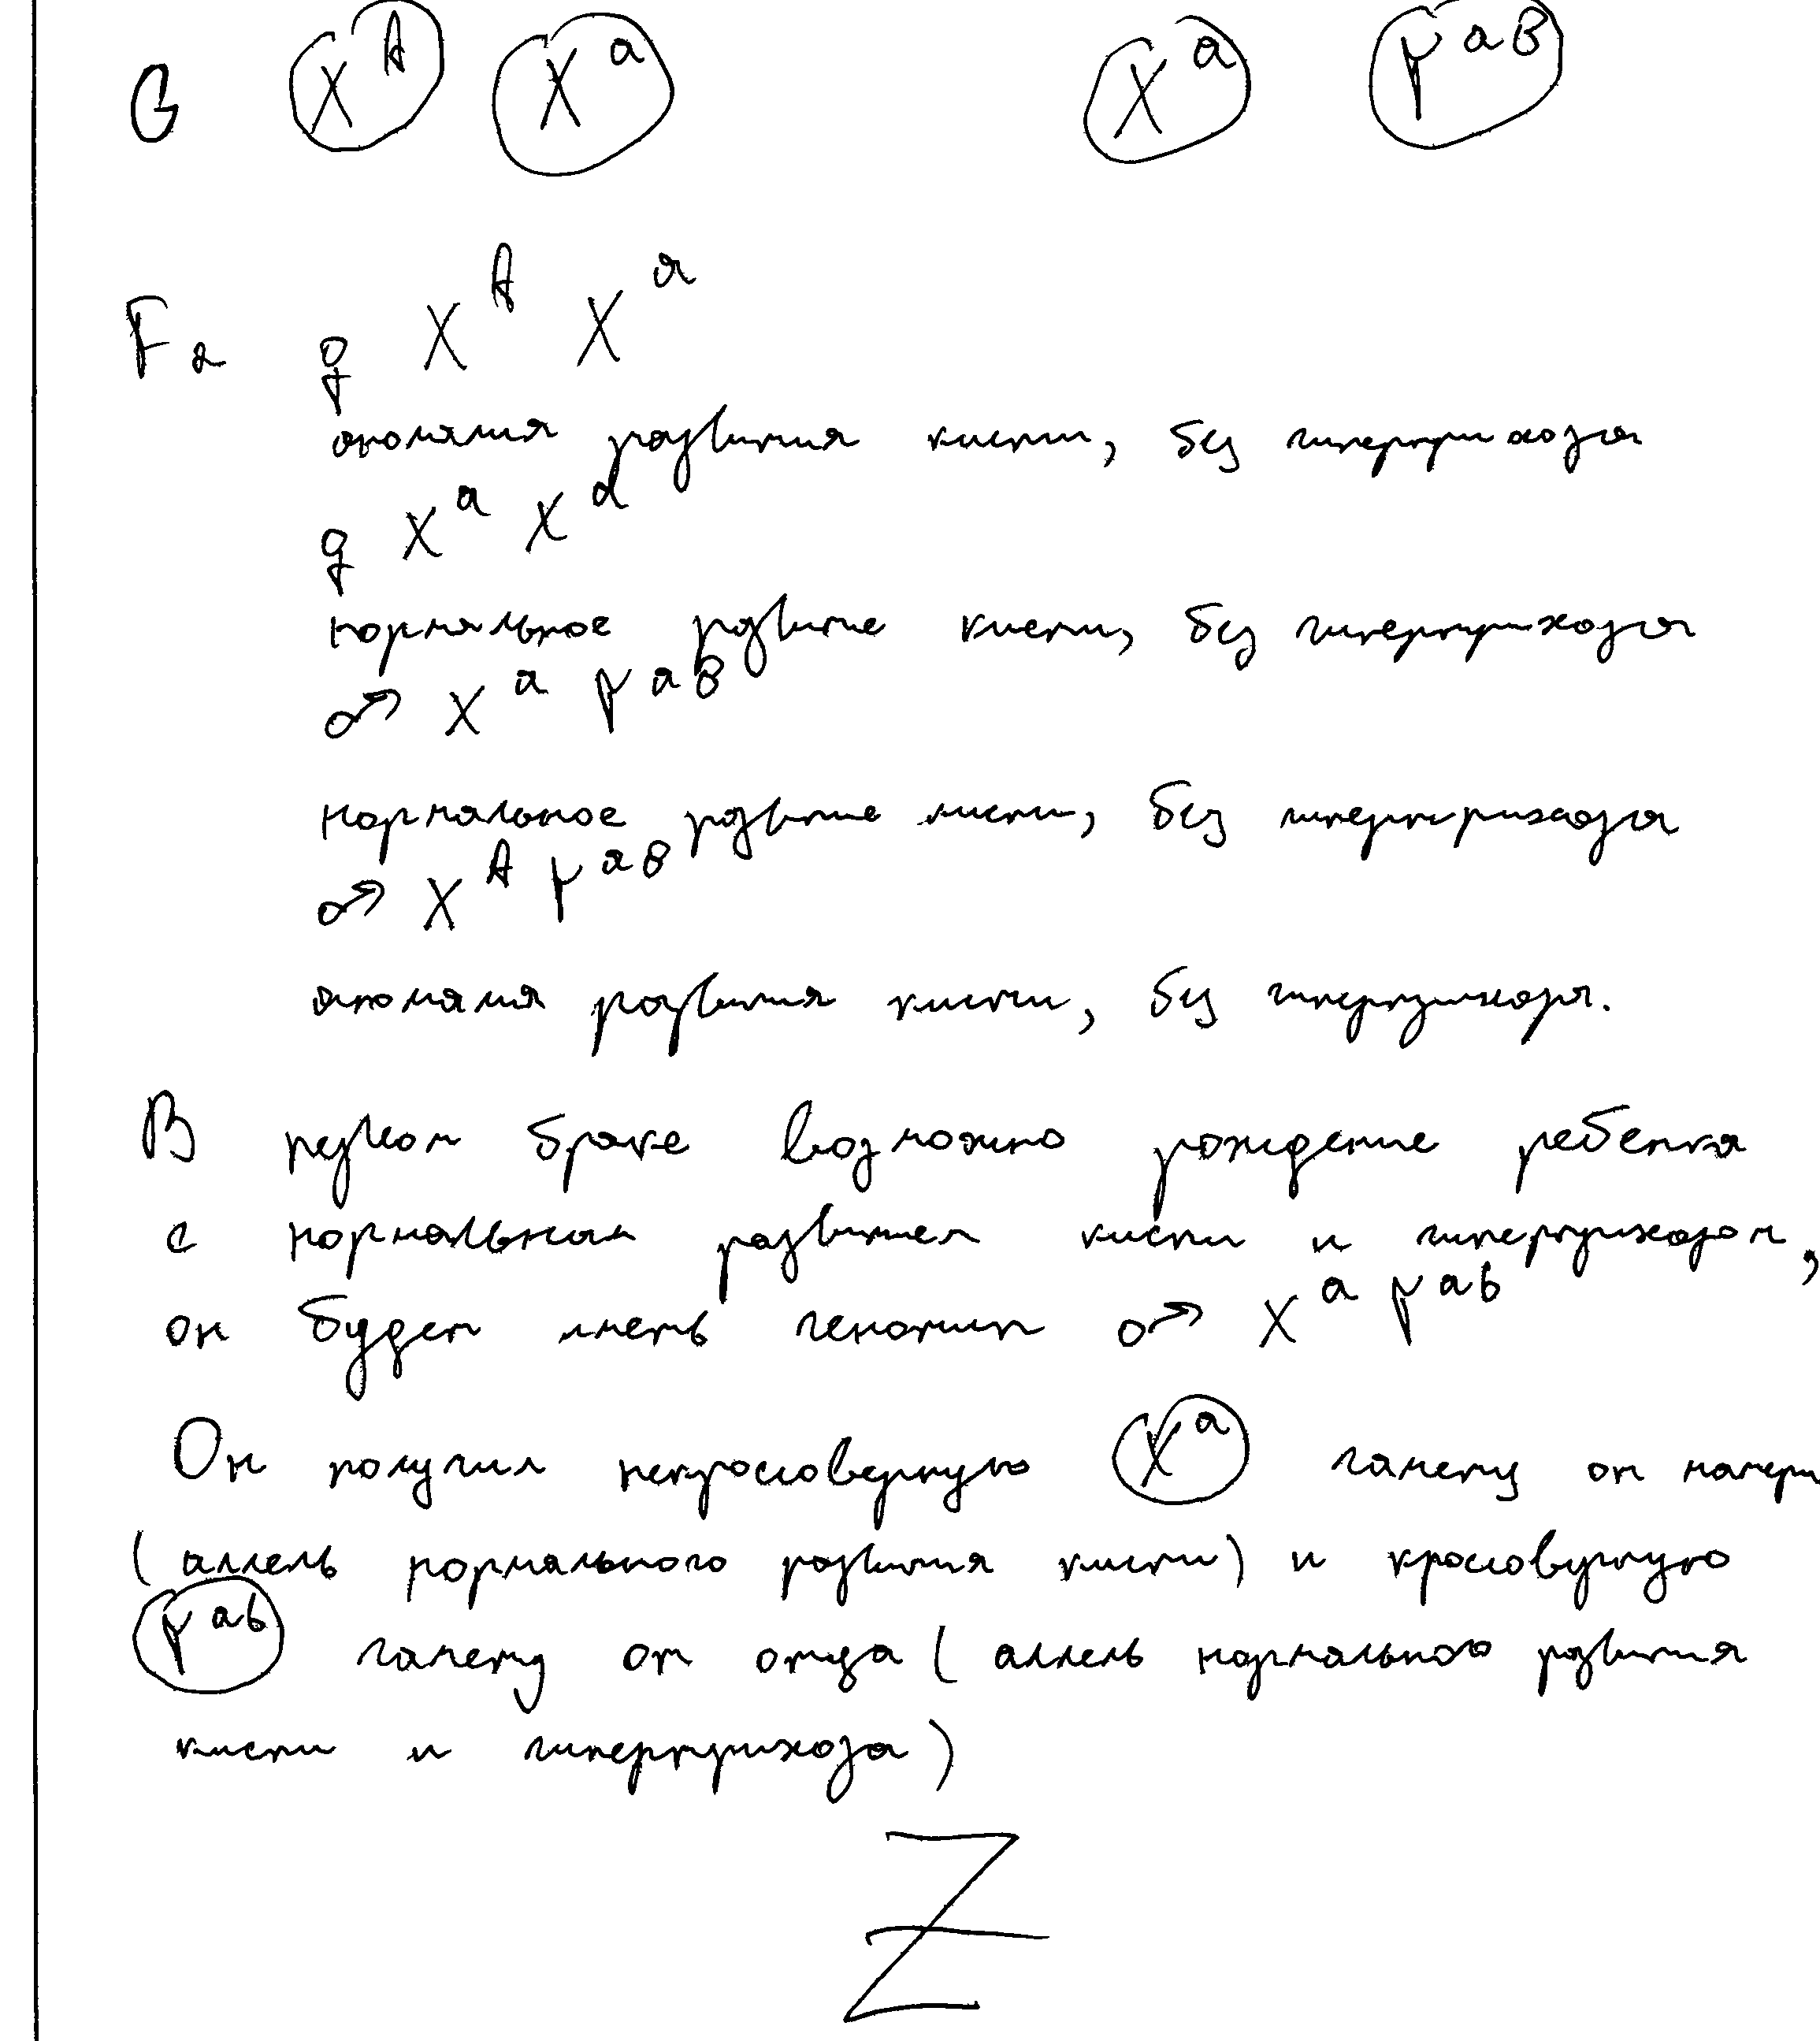 G X^A X^a X^a Y^aB
F2 ♀ X^A X^a
аномалия развития кисти, без гипертрихоза
♀ X^a X^a
нормальное развитие кисти, без гипертрихоза
♂ X^a Y^aB
нормальное развитие кисти, без гипертрихоза
♂ X^A Y^aB
аномалия развития кисти, без гипертрихоза.
В первом браке возможно рождение ребенка
с нормальным развитием кисти и гипертрихозом,
он будет иметь генотип ♂ X^a Y^ab
Он получил некроссоверную X^a гамету от матери
(аллель нормального развития кисти) и кроссоверную
Y^ab гамету от отца (аллель нормального развития
кисти и гипертрихоза)
Z